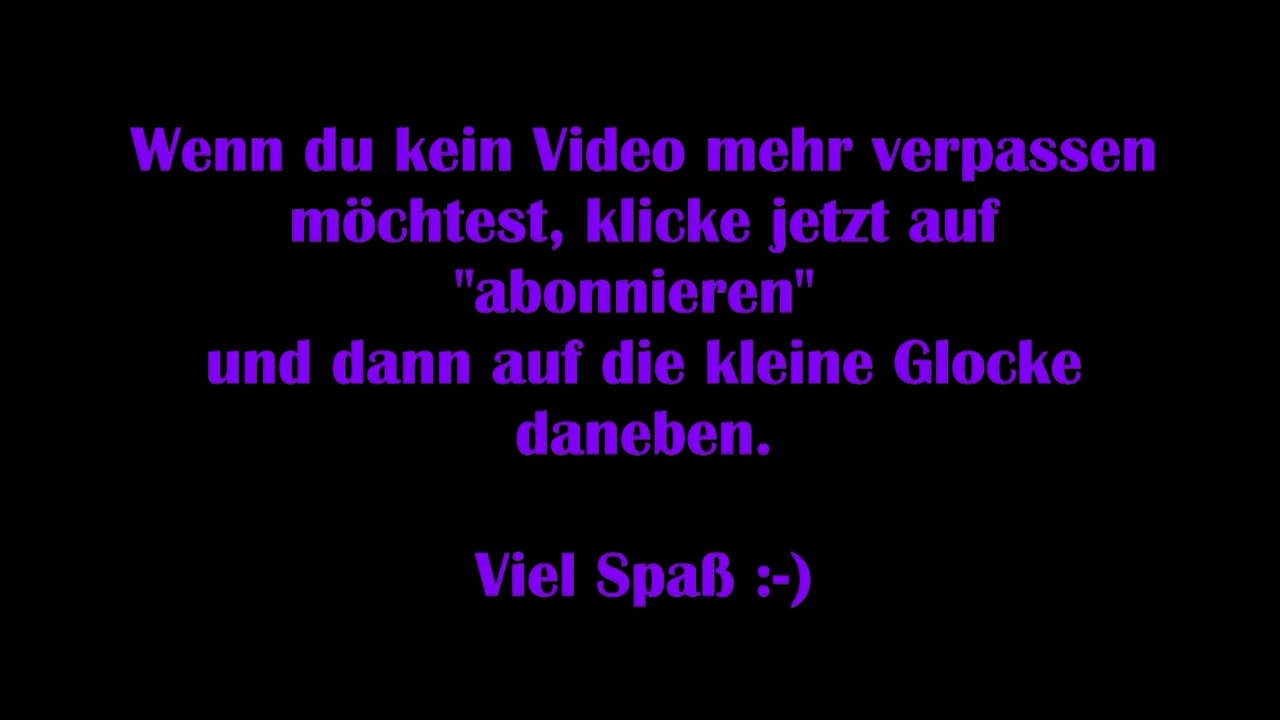 Wenn du kein Video mehr verpassen
möchtest, klicke jetzt auf
"abonnieren"
und dann auf die kleine Glocke
daneben.
Viel Spaß :-)